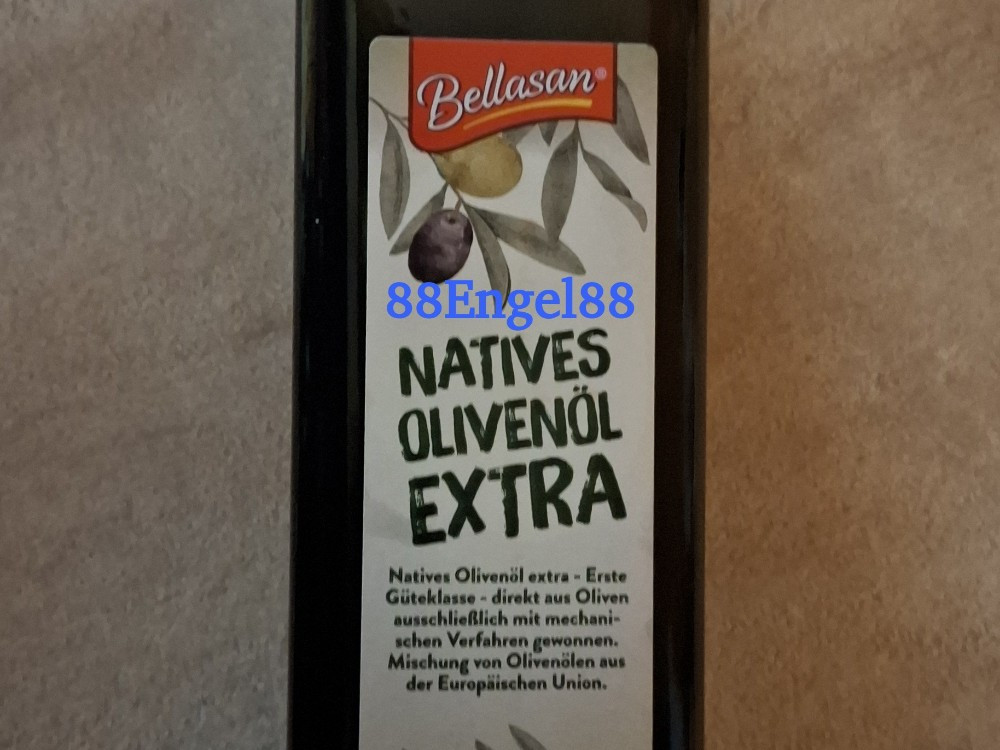 Bellasan®
88Engel88
NATIVES
OLIVENÖL
EXTRA
Natives Olivenöl extra - Erste
Güteklasse - direkt aus Oliven
ausschließlich mit mechani-
schen Verfahren gewonnen.
Mischung von Olivenölen aus
der Europäischen Union.